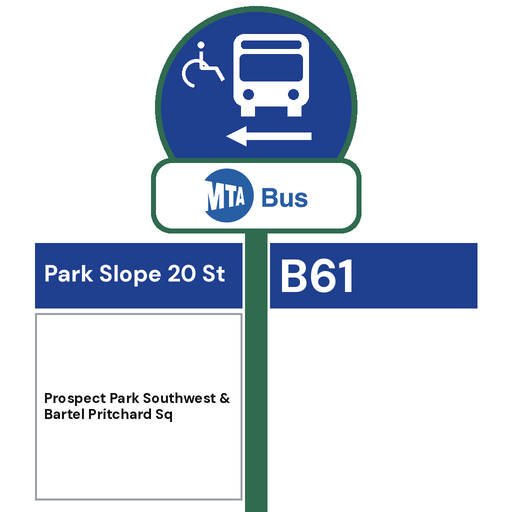 MTA Bus
Park Slope 20 St
B61
Prospect Park Southwest &
Bartel Pritchard Sq